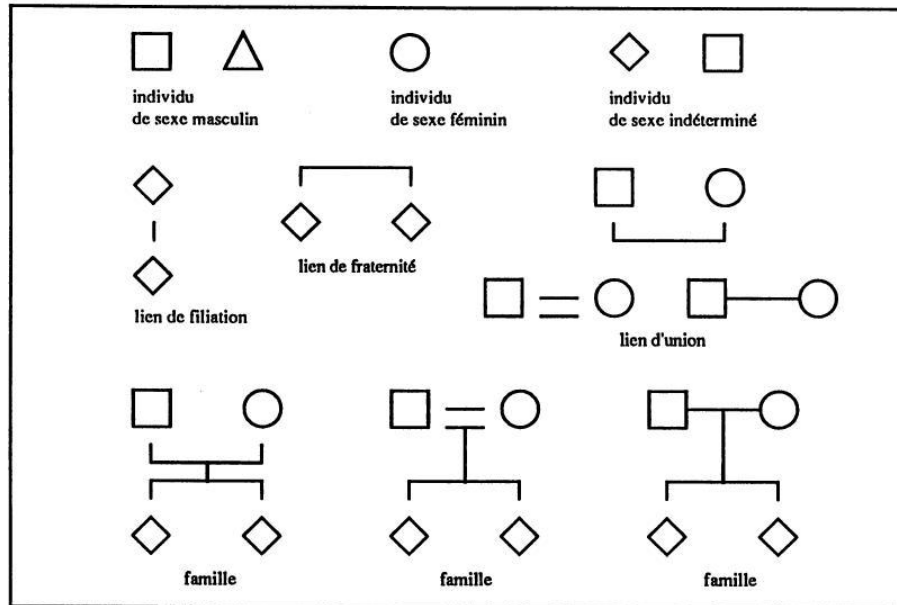 individu
de sexe masculin
individu
de sexe féminin
individu
de sexe indéterminé
lien de fraternité
lien de filiation
lien d'union
famille
famille
famille